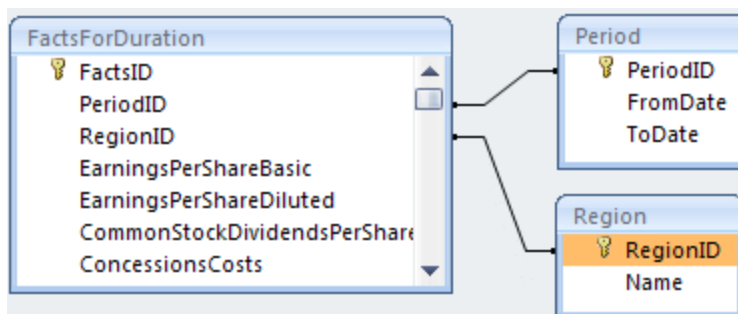 FactsForDuration
FactsID
PeriodID
RegionID
EarningsPerShareBasic
EarningsPerShareDiluted
CommonStockDividendsPerShare
ConcessionsCosts
Period
PeriodID
FromDate
ToDate
Region
RegionID
Name